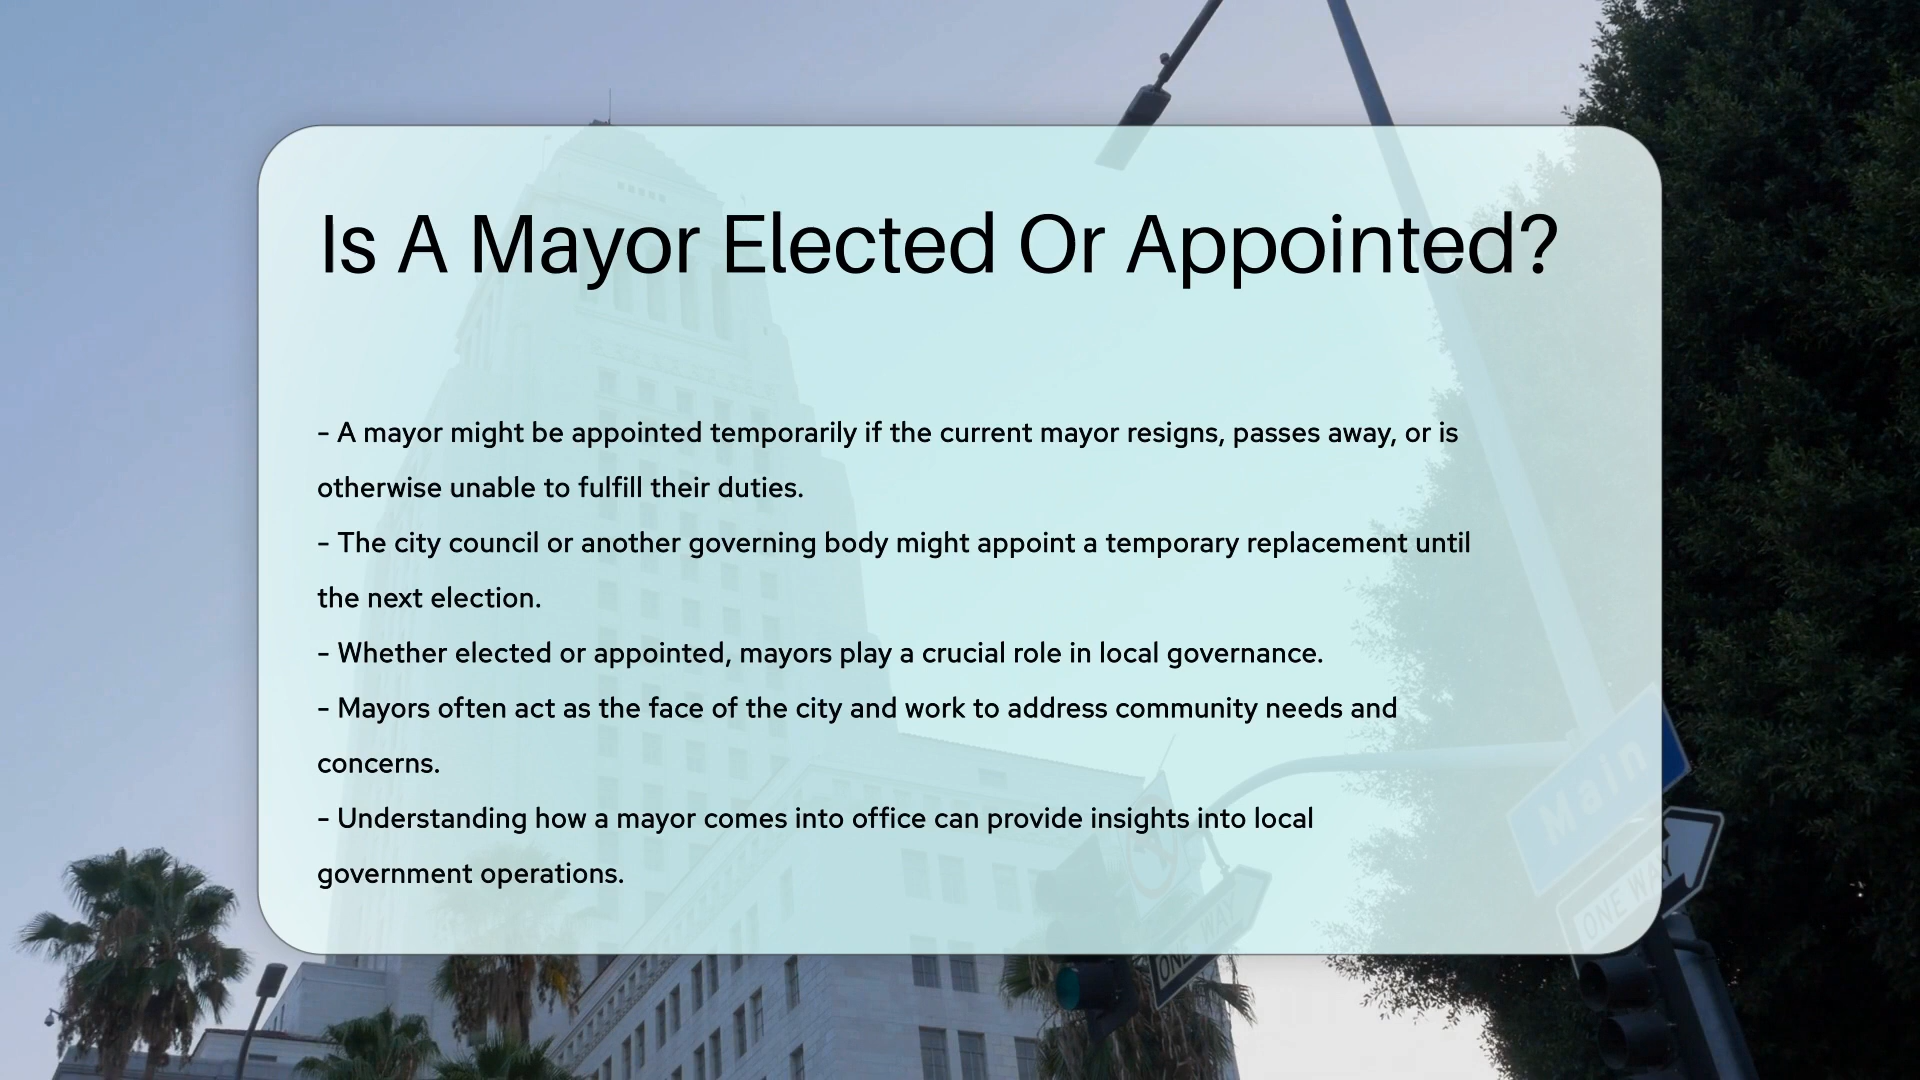 Is A Mayor Elected Or Appointed?
– A mayor might be appointed temporarily if the current mayor resigns, passes away, or is
otherwise unable to fulfill their duties.
– The city council or another governing body might appoint a temporary replacement until
the next election.
– Whether elected or appointed, mayors play a crucial role in local governance.
– Mayors often act as the face of the city and work to address community needs and
concerns.
– Understanding how a mayor comes into office can provide insights into local
government operations.
Main
ONE WAY
ONE WAY